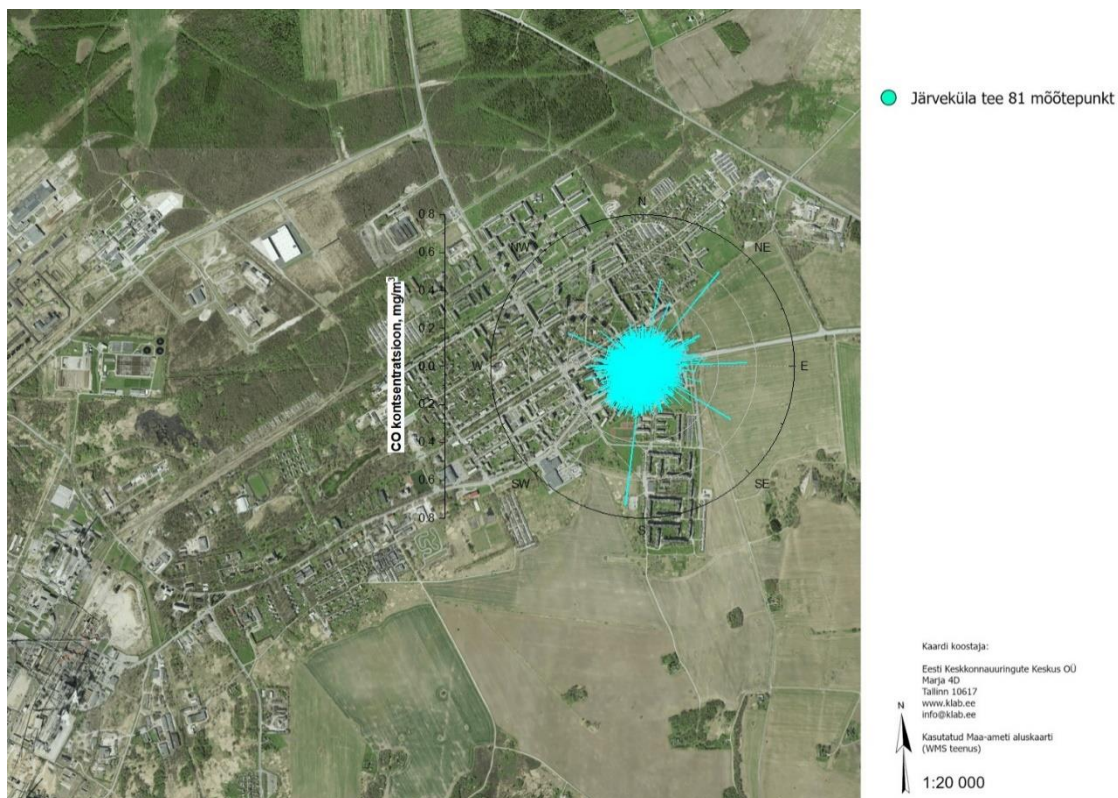 Järveküla tee 81 mõõtepunkt
N
NW
NE
W
E
SW
SE
S
CO kontsentratsioon, mg/m³
0.8
0.6
0.4
0.2
0.0
0.2
0.4
0.6
0.8
Kaardi koostaja:
Eesti Keskkonnauuringute Keskus OÜ
Marja 4D
Tallinn 10617
www.klab.ee
info@klab.ee
Kasutatud Maa-ameti aluskaarti
(WMS teenus)
N
1:20 000